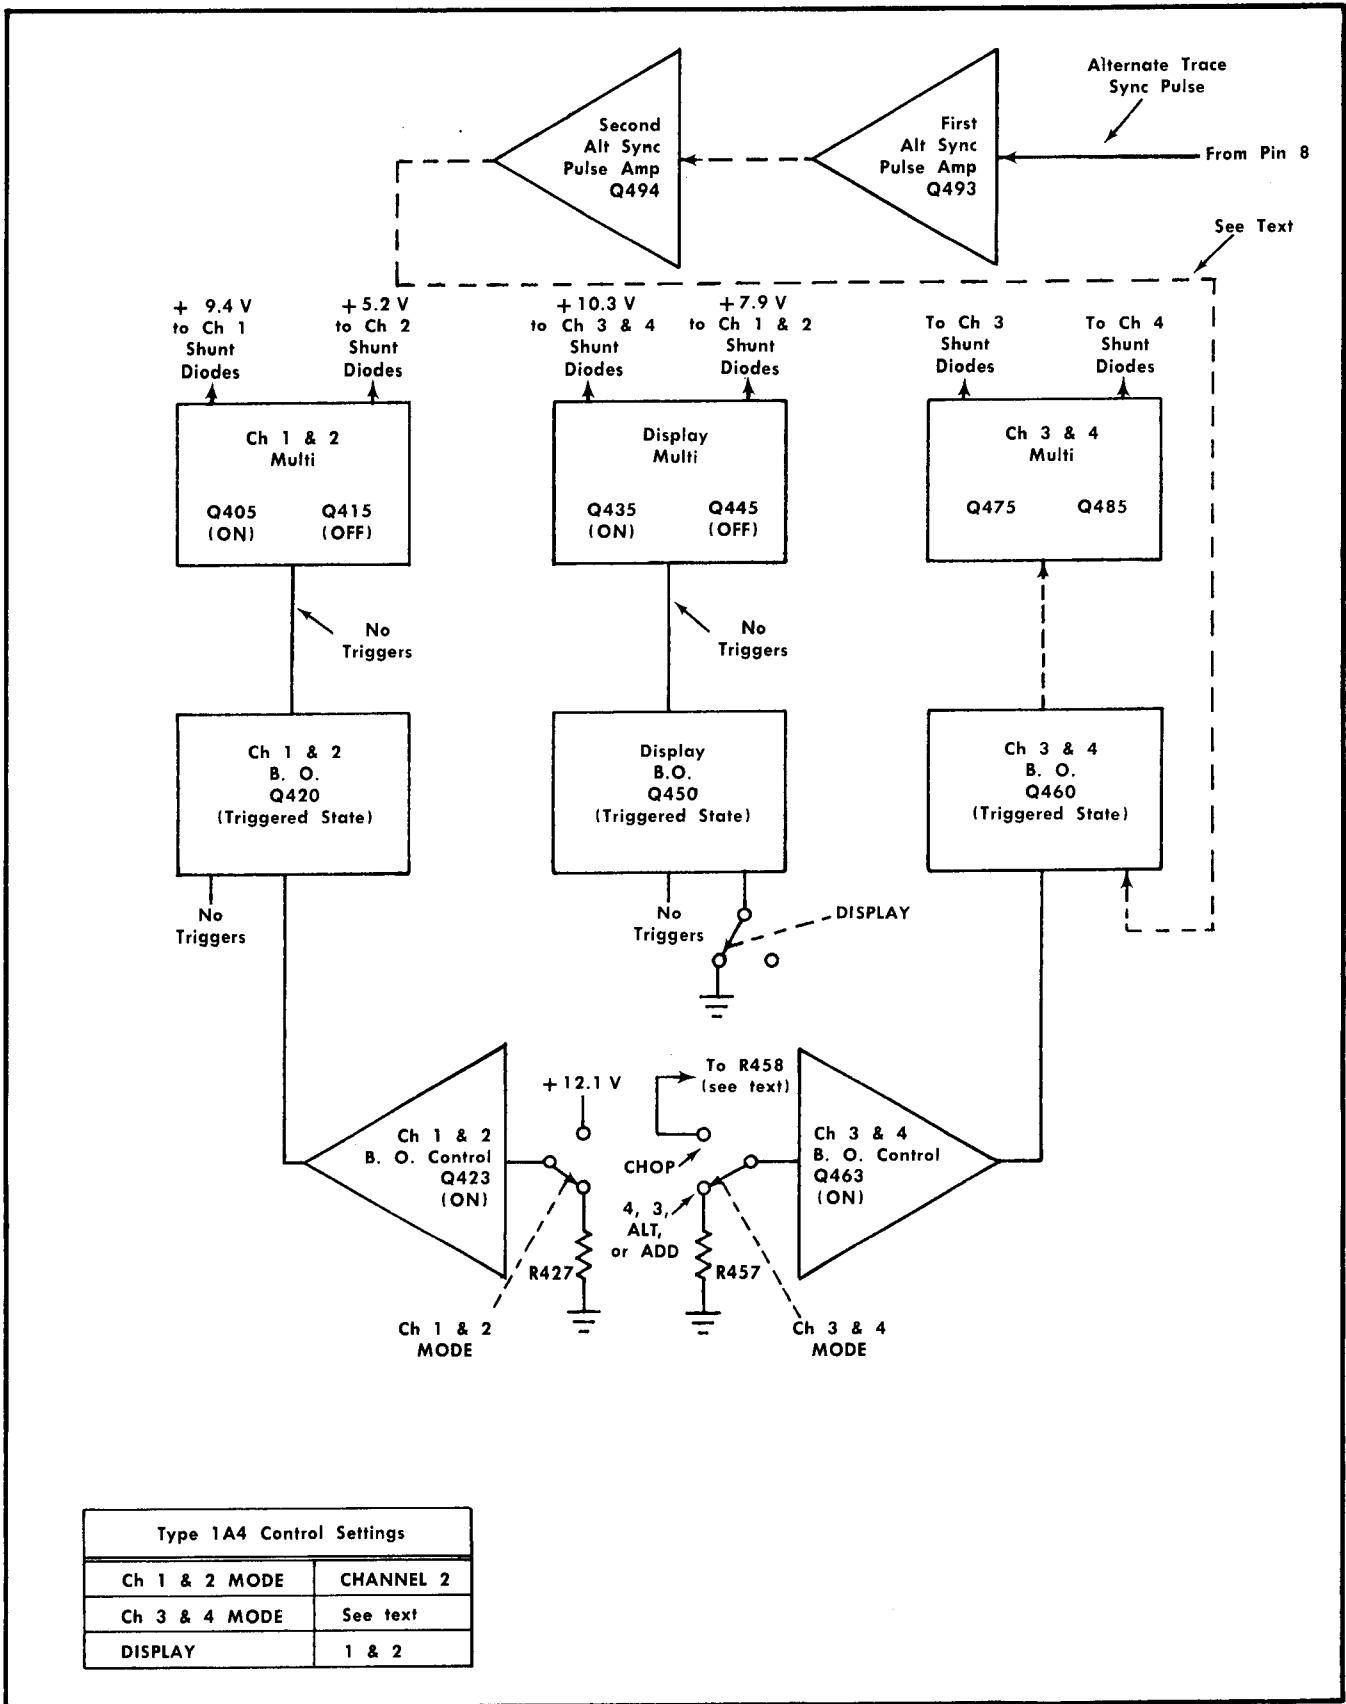 Alternate Trace
Sync Pulse
Second
Alt Sync
Pulse Amp
Q494
First
Alt Sync
Pulse Amp
Q493
From Pin 8
See Text
+ 9.4 V
to Ch 1
Shunt
Diodes
+ 5.2 V
to Ch 2
Shunt
Diodes
+ 10.3 V
to Ch 3 & 4
Shunt
Diodes
+ 7.9 V
to Ch 1 & 2
Shunt
Diodes
To Ch 3
Shunt
Diodes
To Ch 4
Shunt
Diodes
Ch 1 & 2
Multi
Q405
(ON)
Q415
(OFF)
Display
Multi
Q435
(ON)
Q445
(OFF)
Ch 3 & 4
Multi
Q475
Q485
No
Triggers
No
Triggers
Ch 1 & 2
B. O.
Q420
(Triggered State)
Display
B.O.
Q450
(Triggered State)
Ch 3 & 4
B. O.
Q460
(Triggered State)
No
Triggers
No
Triggers
DISPLAY
+ 12.1 V
To R458
(see text)
Ch 1 & 2
B. O. Control
Q423
(ON)
CHOP
4, 3,
ALT,
or ADD
Ch 3 & 4
B. O. Control
Q463
(ON)
R427
R457
Ch 1 & 2
MODE
Ch 3 & 4
MODE
Type 1A4 Control Settings
Ch 1 & 2 MODE CHANNEL 2
Ch 3 & 4 MODE See text
DISPLAY 1 & 2